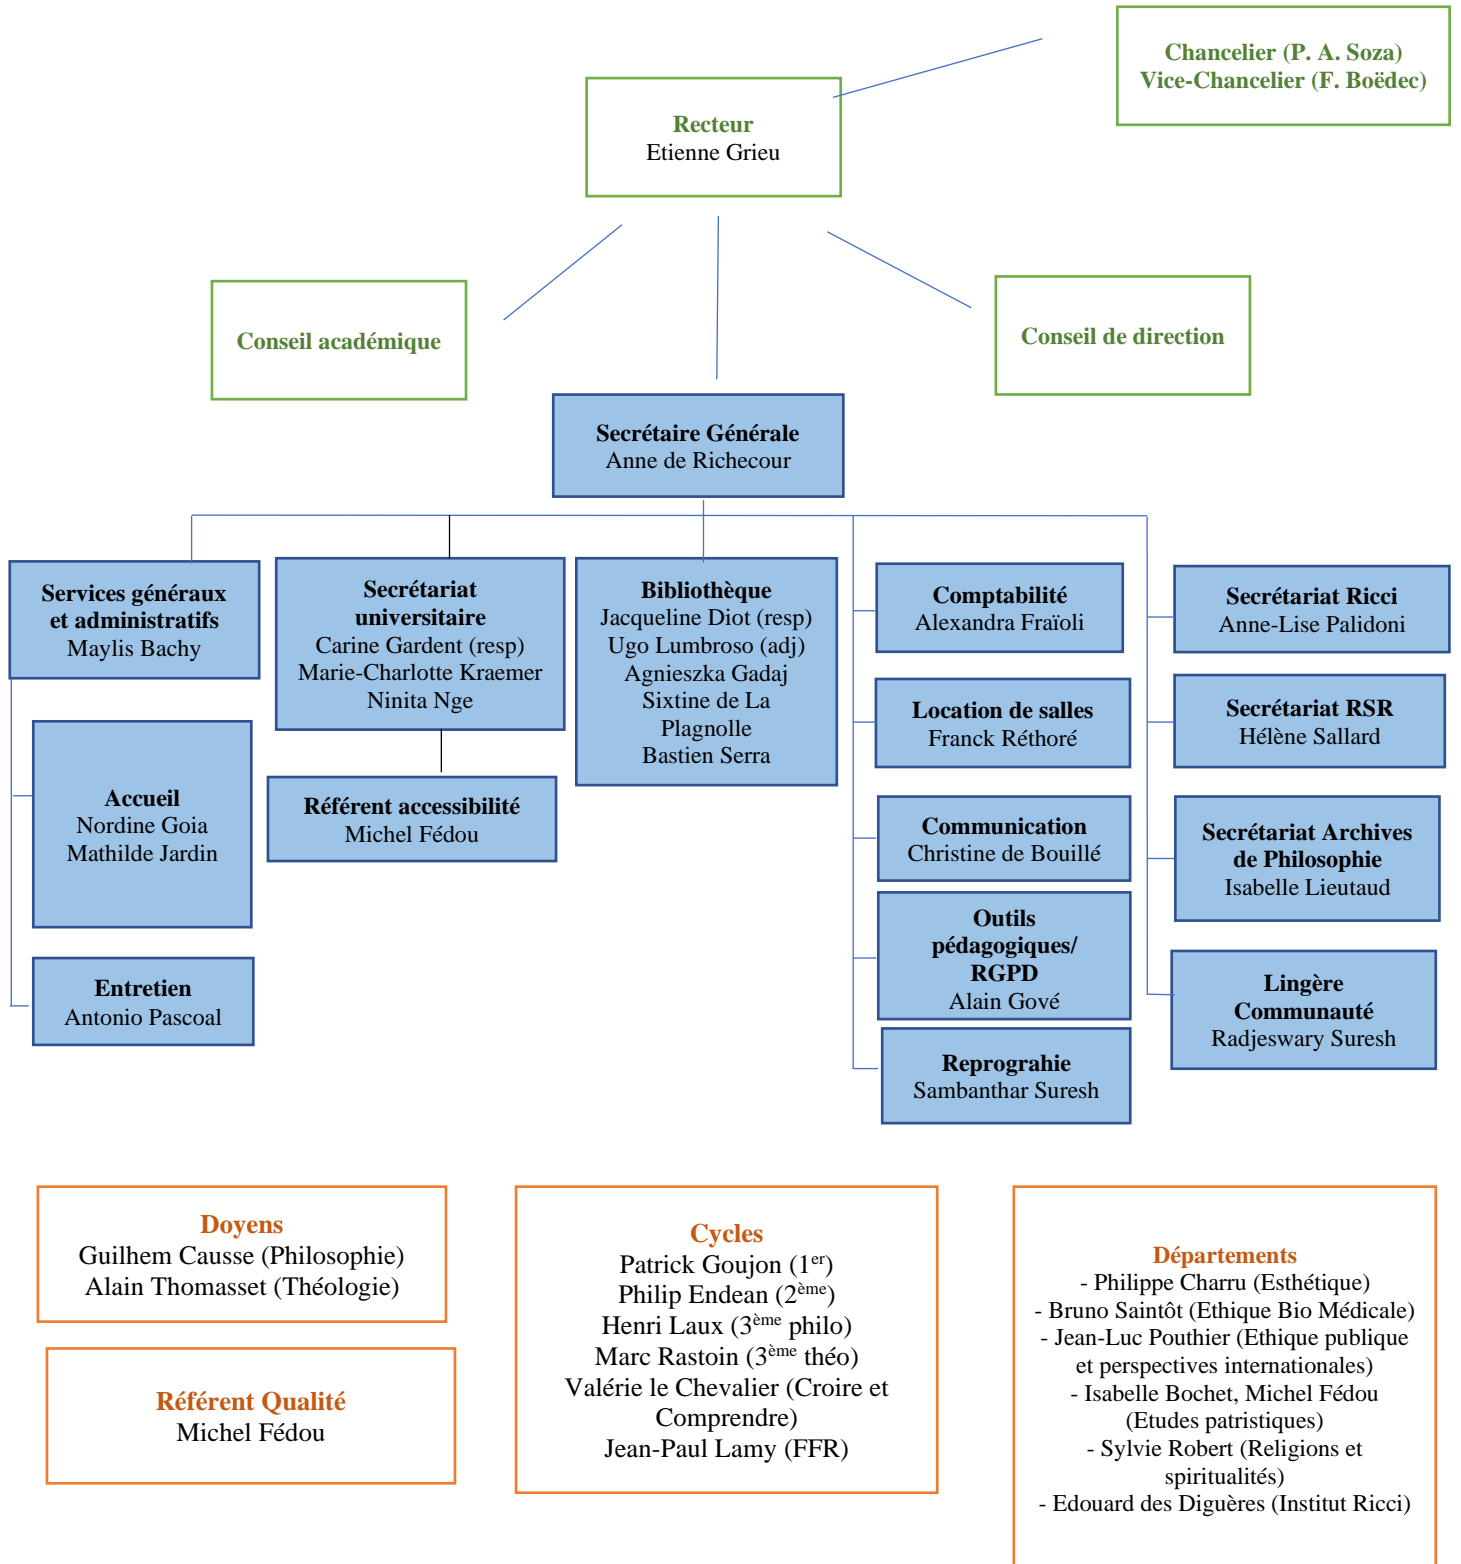 Chancelier (P. A. Soza)
Vice-Chancelier (F. Boëdec)
Recteur
Etienne Grieu
Conseil académique
Conseil de direction
Secrétaire Générale
Anne de Richecour
Services généraux
et administratifs
Maylis Bachy
Secrétariat
universitaire
Carine Gardent (resp)
Marie-Charlotte Kraemer
Ninita Nge
Bibliothèque
Jacqueline Diot (resp)
Ugo Lumbroso (adj)
Agnieszka Gadaj
Sixtine de La
Plagnolle
Bastien Serra
Comptabilité
Alexandra Fraïoli
Secrétariat Ricci
Anne-Lise Palidoni
Location de salles
Franck Réthoré
Secrétariat RSR
Hélène Sallard
Accueil
Nordine Goia
Mathilde Jardin
Référent accessibilité
Michel Fédou
Communication
Christine de Bouillé
Secrétariat Archives
de Philosophie
Isabelle Lieutaud
Outils
pédagogiques/
RGPD
Alain Gové
Entretien
Antonio Pascoal
Lingère
Communauté
Radjeswary Suresh
Reprograhie
Sambanthar Suresh
Doyens
Guilhem Causse (Philosophie)
Alain Thomasset (Théologie)
Référent Qualité
Michel Fédou
Cycles
Patrick Goujon (1er)
Philip Endean (2ème)
Henri Laux (3ème philo)
Marc Rastoin (3ème théo)
Valérie le Chevalier (Croire et
Comprendre)
Jean-Paul Lamy (FFR)
Départements
- Philippe Charru (Esthétique)
- Bruno Saintôt (Ethique Bio Médicale)
- Jean-Luc Pouthier (Ethique publique
et perspectives internationales)
- Isabelle Bochet, Michel Fédou
(Etudes patristiques)
- Sylvie Robert (Religions et
spiritualités)
- Edouard des Diguères (Institut Ricci)